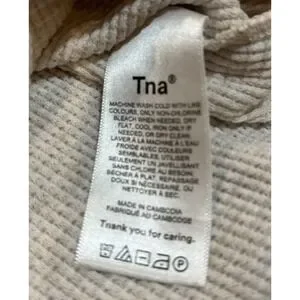 Tna®
MACHINE WASH COLD WITH LIKE
COLOURS, ONLY NON-CHLORINE
BLEACH WHEN NEEDED, DRY
FLAT, COOL IRON ONLY IF
NEEDED, OR DRY CLEAN.
LAVER À LA MACHINE À L'EAU
FROIDE AVEC COULEURS
SEMBLABLES, UTILISER
SEULEMENT UN JAVELLISANT
SANS CHLORE AU BESOIN
SÉCHER À PLAT, REPASSAGE
DOUX SI NÉCESSAIRE, OU
NETTOYER À SEC.
MADE IN CAMBODIA
FABRIQUÉ AU CAMBODGE
Thank you for caring.